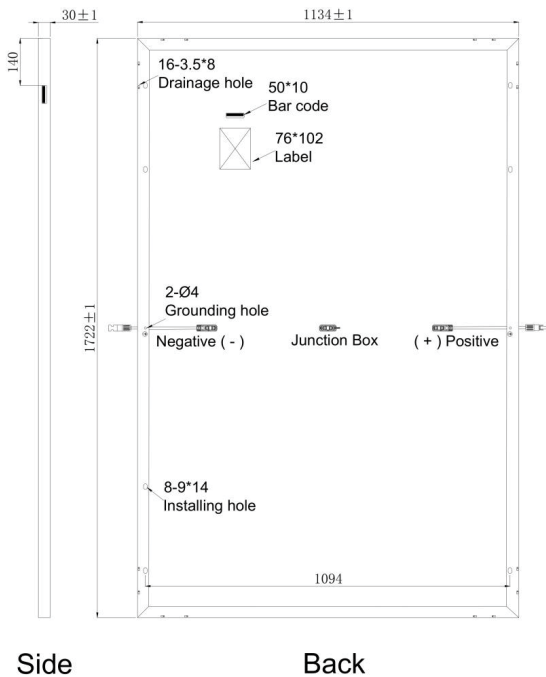 30±1
1134±1
140
16-3.5*8
Drainage hole
50*10
Bar code
76*102
Label
1722±1
2-Ø4
Grounding hole
Negative ( - )
Junction Box
( + ) Positive
8-9*14
Installing hole
1094
Side
Back